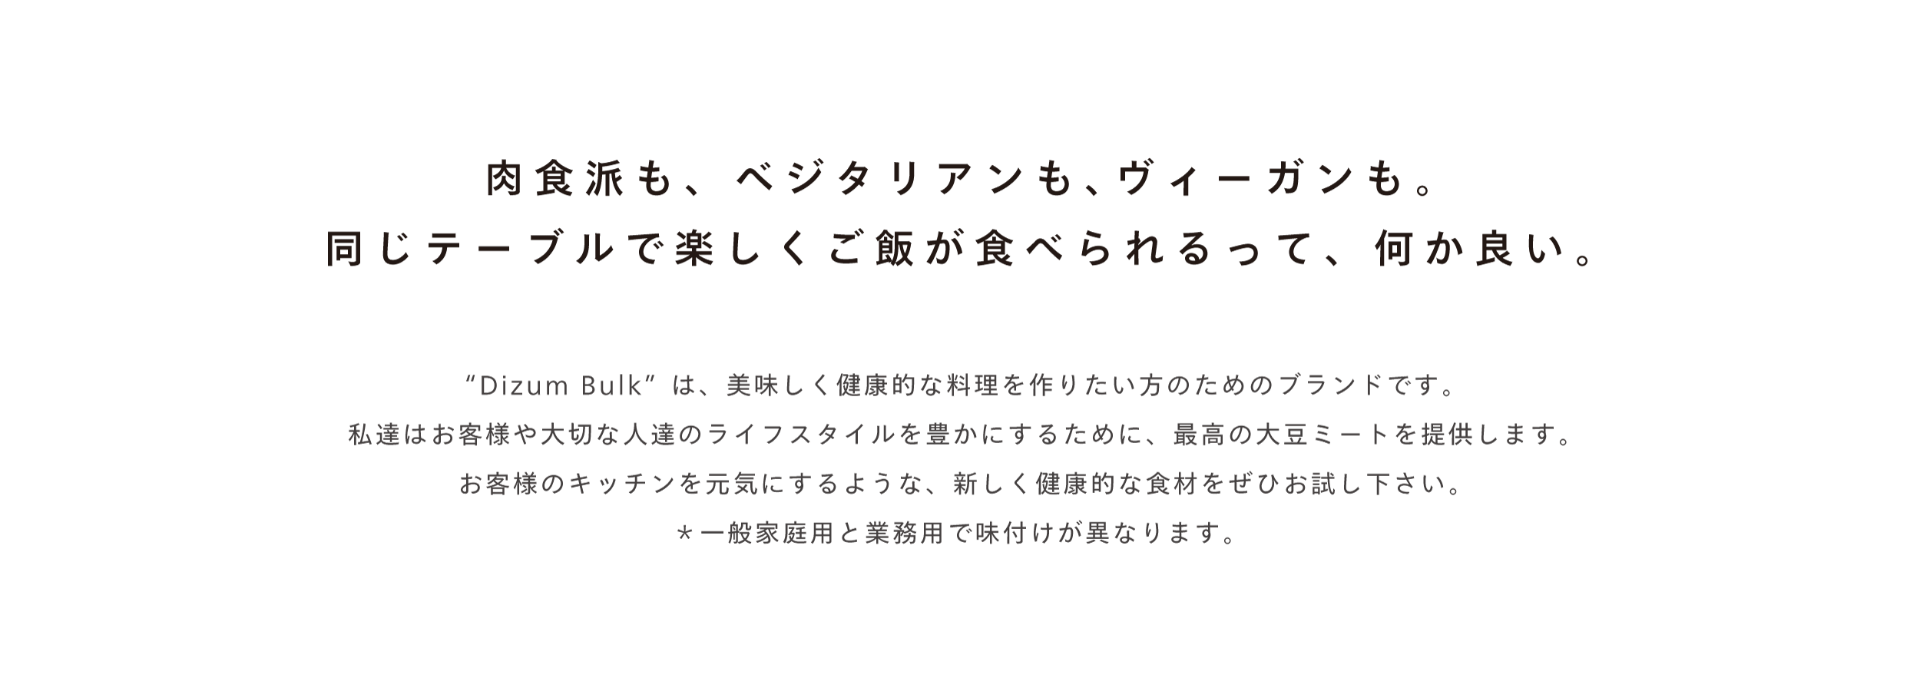 肉食派も、ベジタリアンも、ヴィーガンも。
同じテーブルで楽しくご飯が食べられるって、何か良い。
“Dizum Bulk” は、美味しく健康的な料理を作りたい方のためのブランドです。
私達はお客様や大切な人達のライフスタイルを豊かにするために、最高の大豆ミートを提供します。
お客様のキッチンを元気にするような、新しく健康的な食材をぜひお試し下さい。
＊一般家庭用と業務用で味付けが異なります。